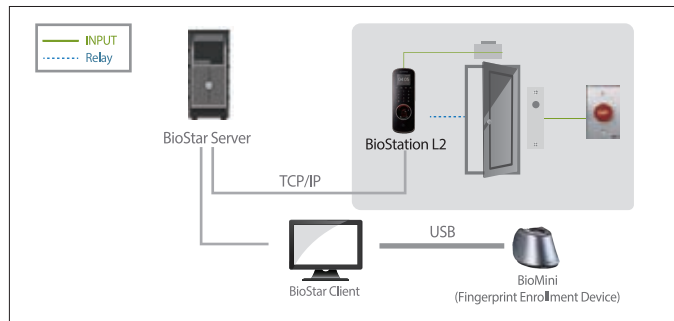 INPUT
Relay
BioStar Server
BioStation L2
TCP/IP
USB
BioStar Client
BioMini
(Fingerprint Enrollment Device)